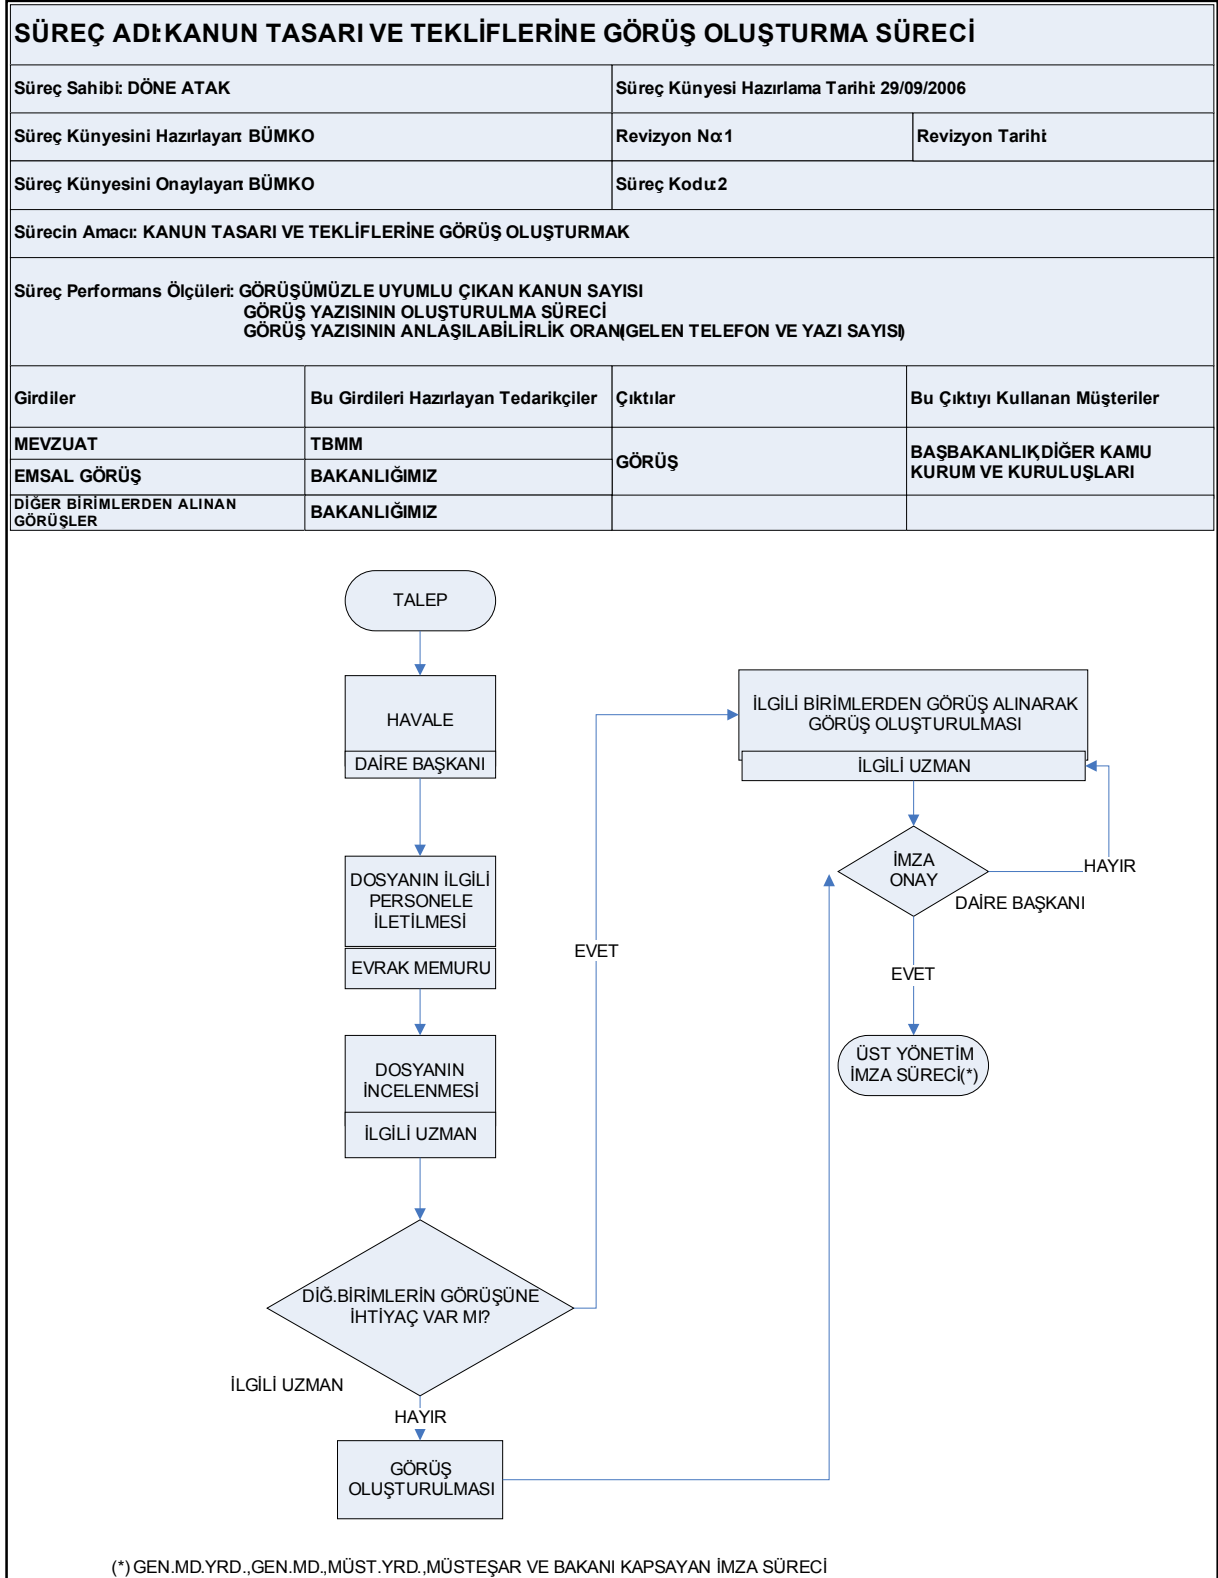 SÜREÇ ADI:KANUN TASARI VE TEKLİFLERİNE GÖRÜŞ OLUŞTURMA SÜRECİ
Süreç Sahibi: DÖNE ATAK
Süreç Künyesi Hazırlama Tarihi: 29/09/2006
Süreç Künyesini Hazırlayan: BÜMKO
Revizyon No:1
Revizyon Tarihi:
Süreç Künyesini Onaylayan: BÜMKO
Süreç Kodu:2
Sürecin Amacı: KANUN TASARI VE TEKLİFLERİNE GÖRÜŞ OLUŞTURMAK
Süreç Performans Ölçüleri: GÖRÜŞÜMÜZLE UYUMLU ÇIKAN KANUN SAYISI
GÖRÜŞ YAZISININ OLUŞTURULMA SÜRECİ
GÖRÜŞ YAZISININ ANLAŞILABİLİRLİK ORANI(GELEN TELEFON VE YAZI SAYISI)
Girdiler
Bu Girdileri Hazırlayan Tedarikçiler
Çıktılar
Bu Çıktıyı Kullanan Müşteriler
MEVZUAT
TBMM
GÖRÜŞ
BAŞBAKANLIK,DİĞER KAMU
KURUM VE KURULUŞLARI
EMSAL GÖRÜŞ
BAKANLIĞIMIZ
DİĞER BİRİMLERDEN ALINAN
GÖRÜŞLER
BAKANLIĞIMIZ
TALEP
HAVALE
DAİRE BAŞKANI
DOSYANIN İLGİLİ
PERSONELE
İLETİLMESİ
EVRAK MEMURU
DOSYANIN
İNCELENMESİ
İLGİLİ UZMAN
DİĞ.BİRİMLERİN GÖRÜŞÜNE
İHTİYAÇ VAR MI?
İLGİLİ UZMAN
HAYIR
GÖRÜŞ
OLUŞTURULMASI
EVET
İLGİLİ BİRİMLERDEN GÖRÜŞ ALINARAK
GÖRÜŞ OLUŞTURULMASI
İLGİLİ UZMAN
İMZA
ONAY
HAYIR
DAİRE BAŞKANI
EVET
ÜST YÖNETİM
İMZA SÜRECİ(*)
(*) GEN.MD.YRD.,GEN.MD.,MÜST.YRD.,MÜSTEŞAR VE BAKANI KAPSAYAN İMZA SÜRECİ